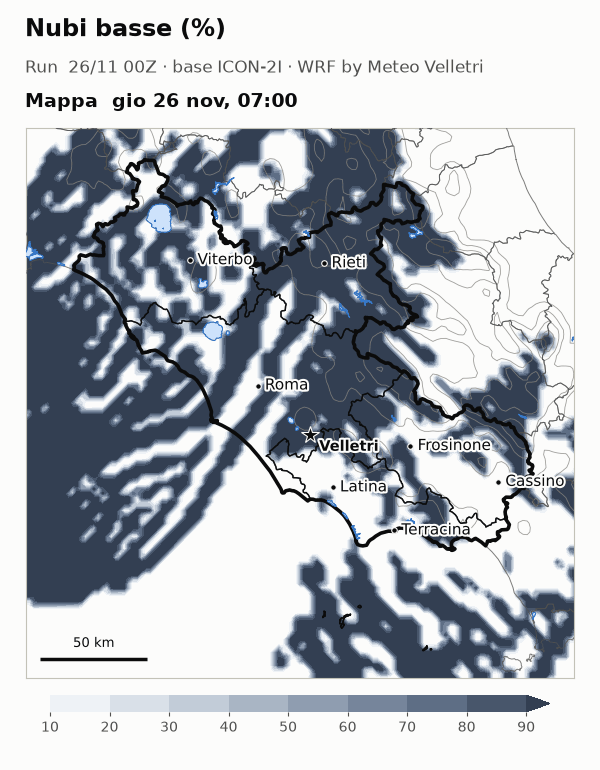 Nubi basse (%)
Run  26/11 00Z · base ICON-2I · WRF by Meteo Velletri
Mappa  gio 26 nov, 07:00
Viterbo
Rieti
Roma
Velletri
Frosinone
Cassino
Latina
Terracina
50 km
10 20 30 40 50 60 70 80 90